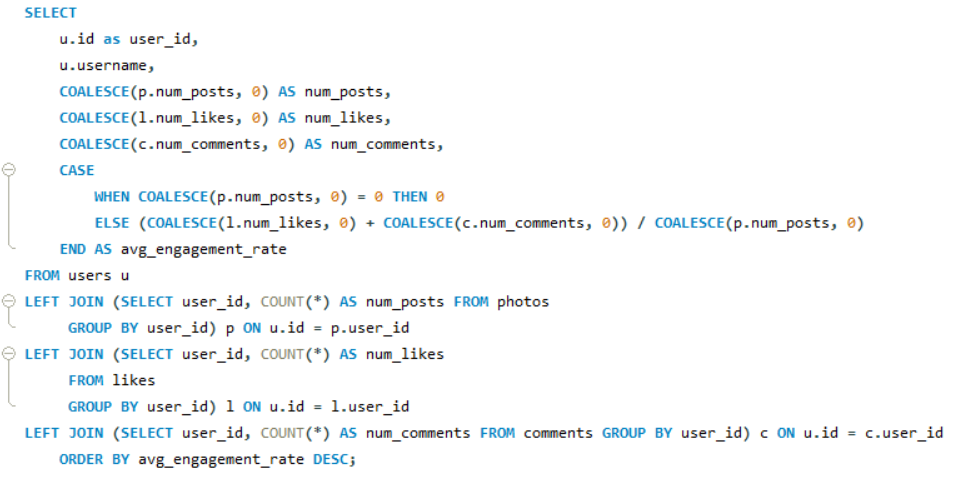 SELECT
u.id as user_id,
u.username,
COALESCE(p.num_posts, 0) AS num_posts,
COALESCE(l.num_likes, 0) AS num_likes,
COALESCE(c.num_comments, 0) AS num_comments,
CASE
WHEN COALESCE(p.num_posts, 0) = 0 THEN 0
ELSE (COALESCE(l.num_likes, 0) + COALESCE(c.num_comments, 0)) / COALESCE(p.num_posts, 0)
END AS avg_engagement_rate
FROM users u
LEFT JOIN (SELECT user_id, COUNT(*) AS num_posts FROM photos
GROUP BY user_id) p ON u.id = p.user_id
LEFT JOIN (SELECT user_id, COUNT(*) AS num_likes
FROM likes
GROUP BY user_id) l ON u.id = l.user_id
LEFT JOIN (SELECT user_id, COUNT(*) AS num_comments FROM comments GROUP BY user_id) c ON u.id = c.user_id
ORDER BY avg_engagement_rate DESC;